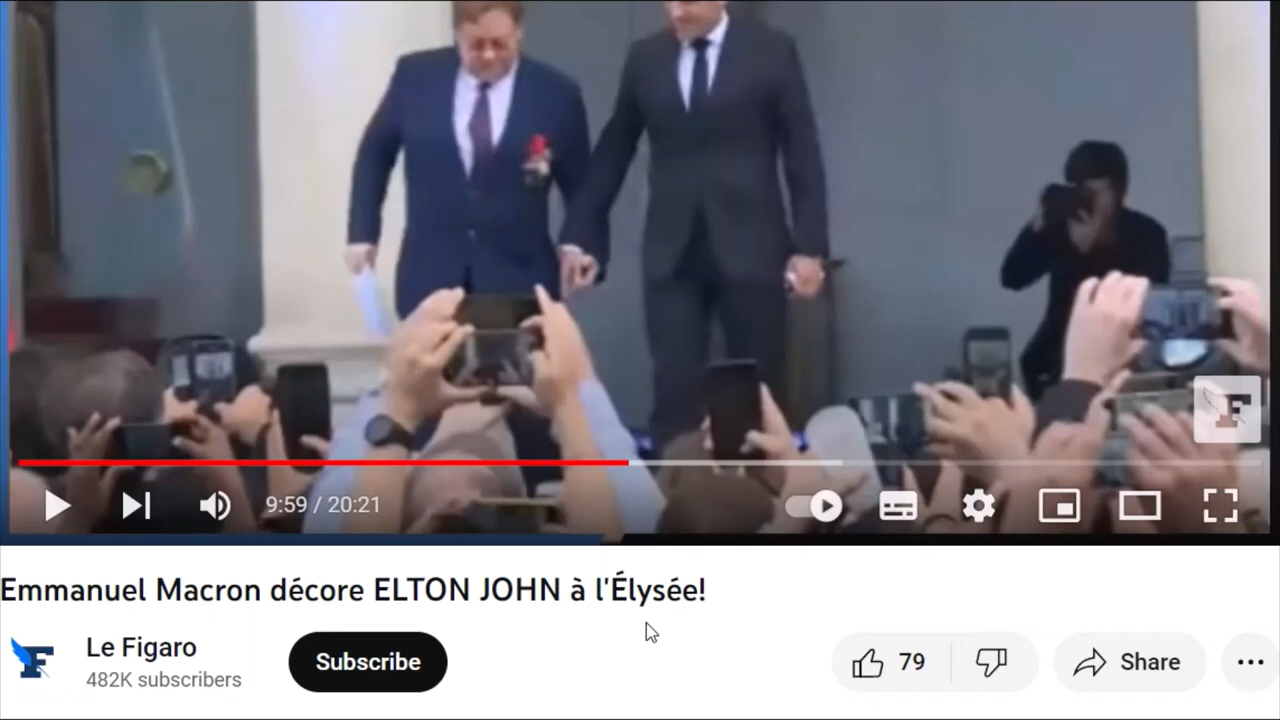 9:59 / 20:21
Emmanuel Macron décore ELTON JOHN à l'Élysée!
Le Figaro
482K subscribers
Subscribe
79
Share